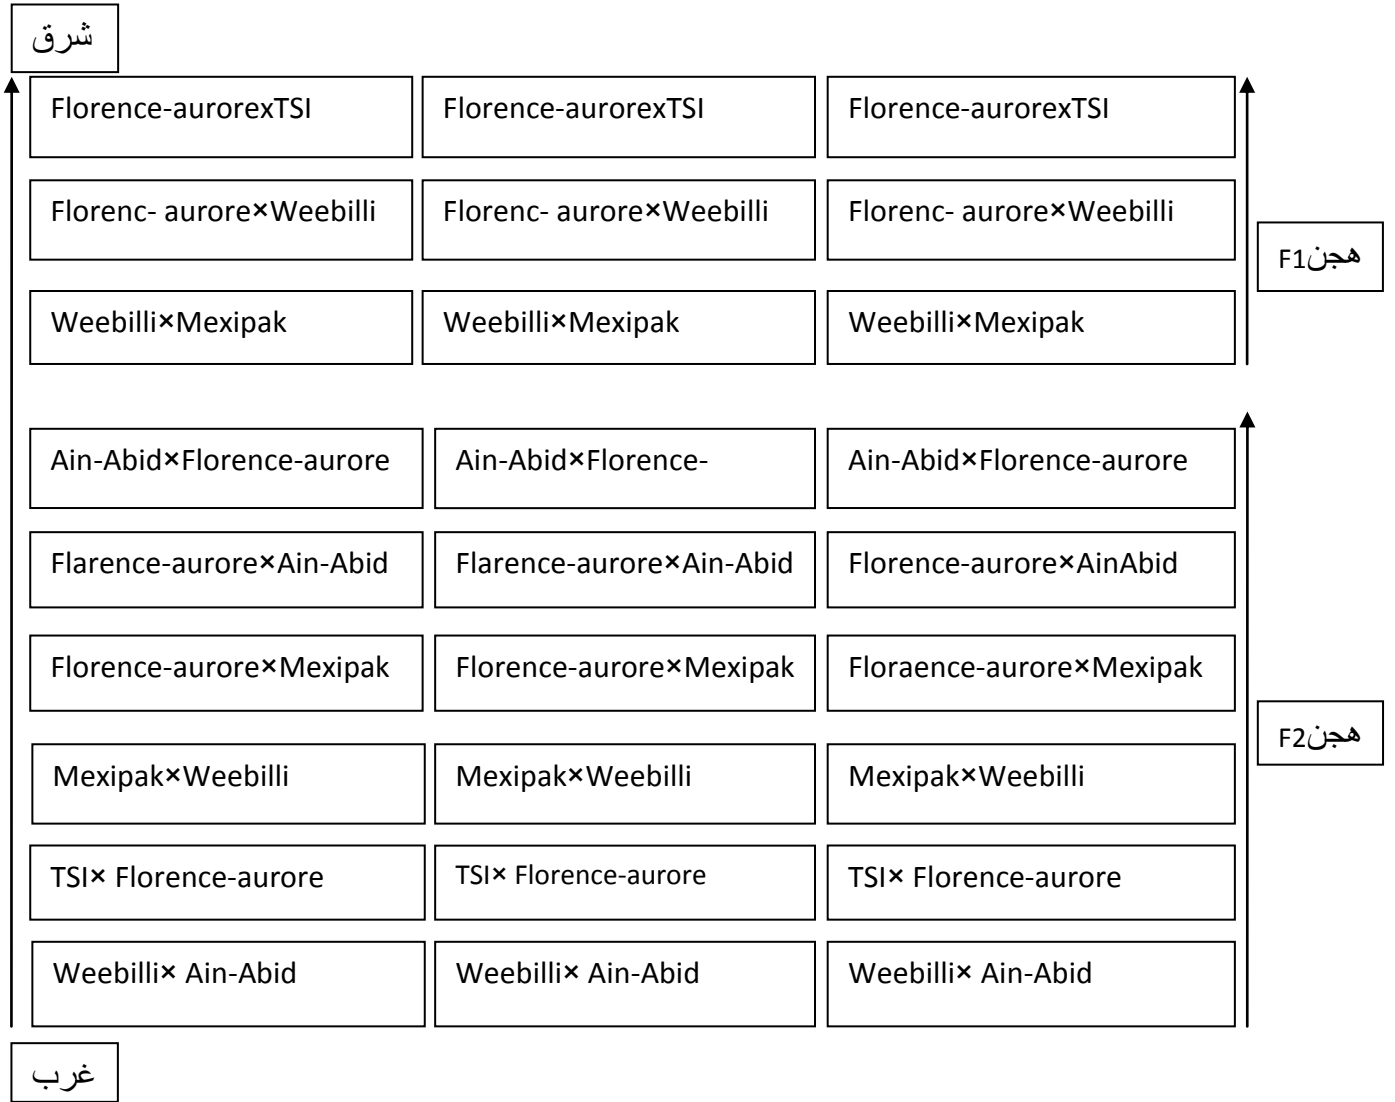 شرق
Florence-aurorexTSI
Florence-aurorexTSI
Florence-aurorexTSI
Florenc- aurore×Weebilli
Florenc- aurore×Weebilli
Florenc- aurore×Weebilli
هجنF1
Weebilli×Mexipak
Weebilli×Mexipak
Weebilli×Mexipak
Ain-Abid×Florence-aurore
Ain-Abid×Florence-
Ain-Abid×Florence-aurore
Flarence-aurore×Ain-Abid
Flarence-aurore×Ain-Abid
Florence-aurore×AinAbid
Florence-aurore×Mexipak
Florence-aurore×Mexipak
Floraence-aurore×Mexipak
هجنF2
Mexipak×Weebilli
Mexipak×Weebilli
Mexipak×Weebilli
TSI× Florence-aurore
TSI× Florence-aurore
TSI× Florence-aurore
Weebilli× Ain-Abid
Weebilli× Ain-Abid
Weebilli× Ain-Abid
غرب